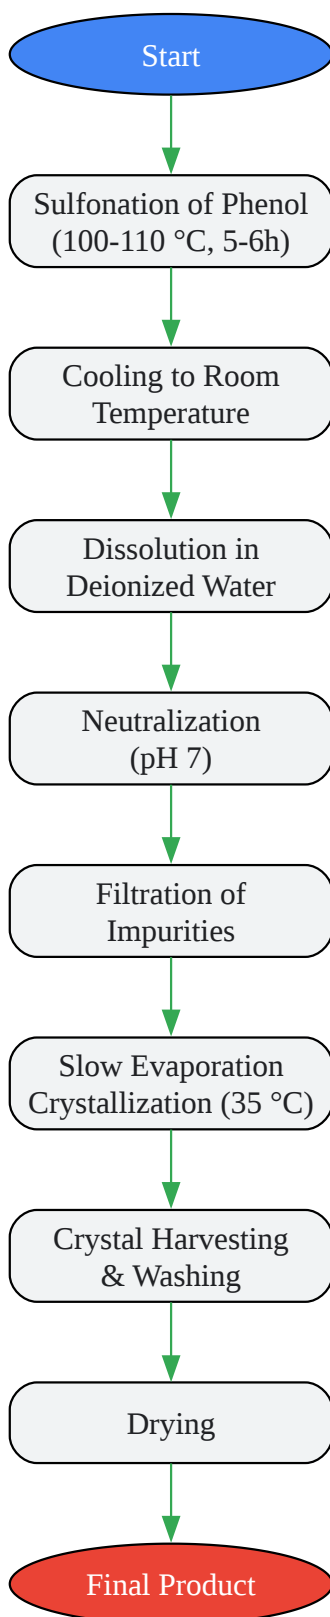 Start
Sulfonation of Phenol
(100-110 °C, 5-6h)
Cooling to Room
Temperature
Dissolution in
Deionized Water
Neutralization
(pH 7)
Filtration of
Impurities
Slow Evaporation
Crystallization (35 °C)
Crystal Harvesting
& Washing
Drying
Final Product